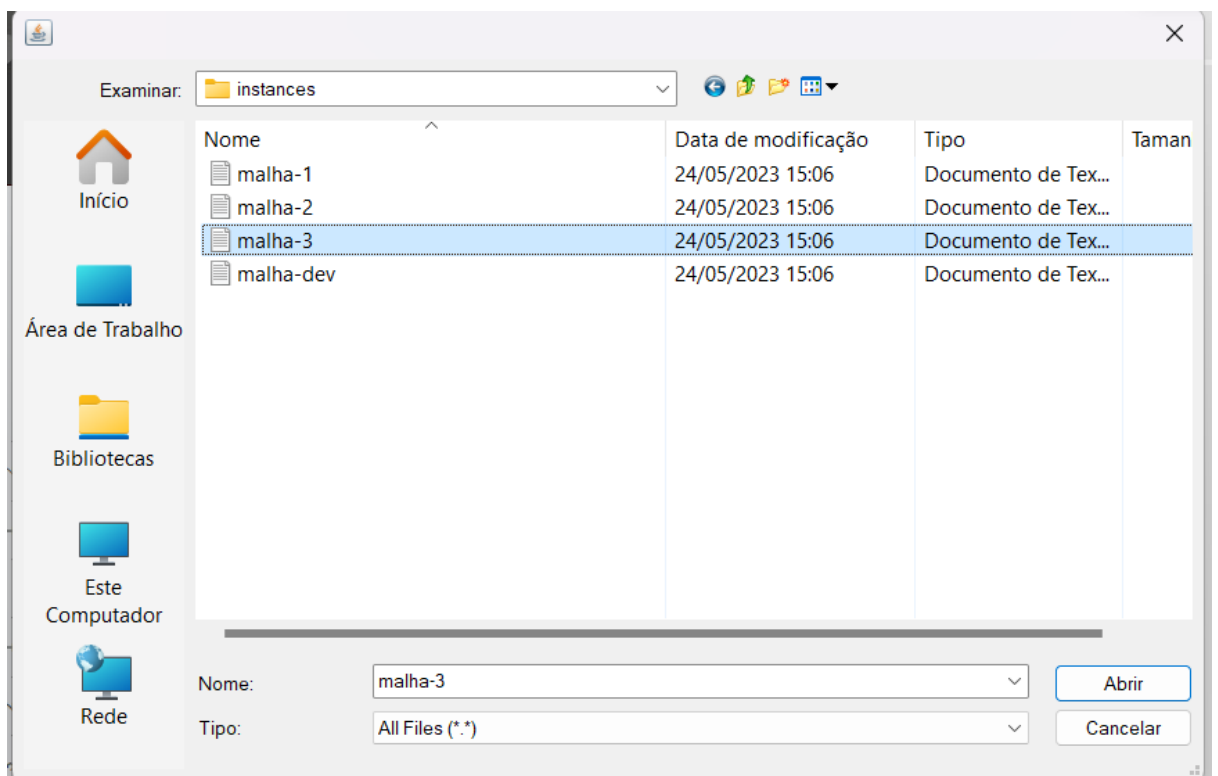 Examinar: instances
Nome Data de modificação Tipo Taman
malha-1 24/05/2023 15:06 Documento de Tex...
malha-2 24/05/2023 15:06 Documento de Tex...
malha-3 24/05/2023 15:06 Documento de Tex...
malha-dev 24/05/2023 15:06 Documento de Tex...
Início
Área de Trabalho
Bibliotecas
Este
Computador
Rede
Nome: malha-3 Abrir
Tipo: All Files (*.*) Cancelar